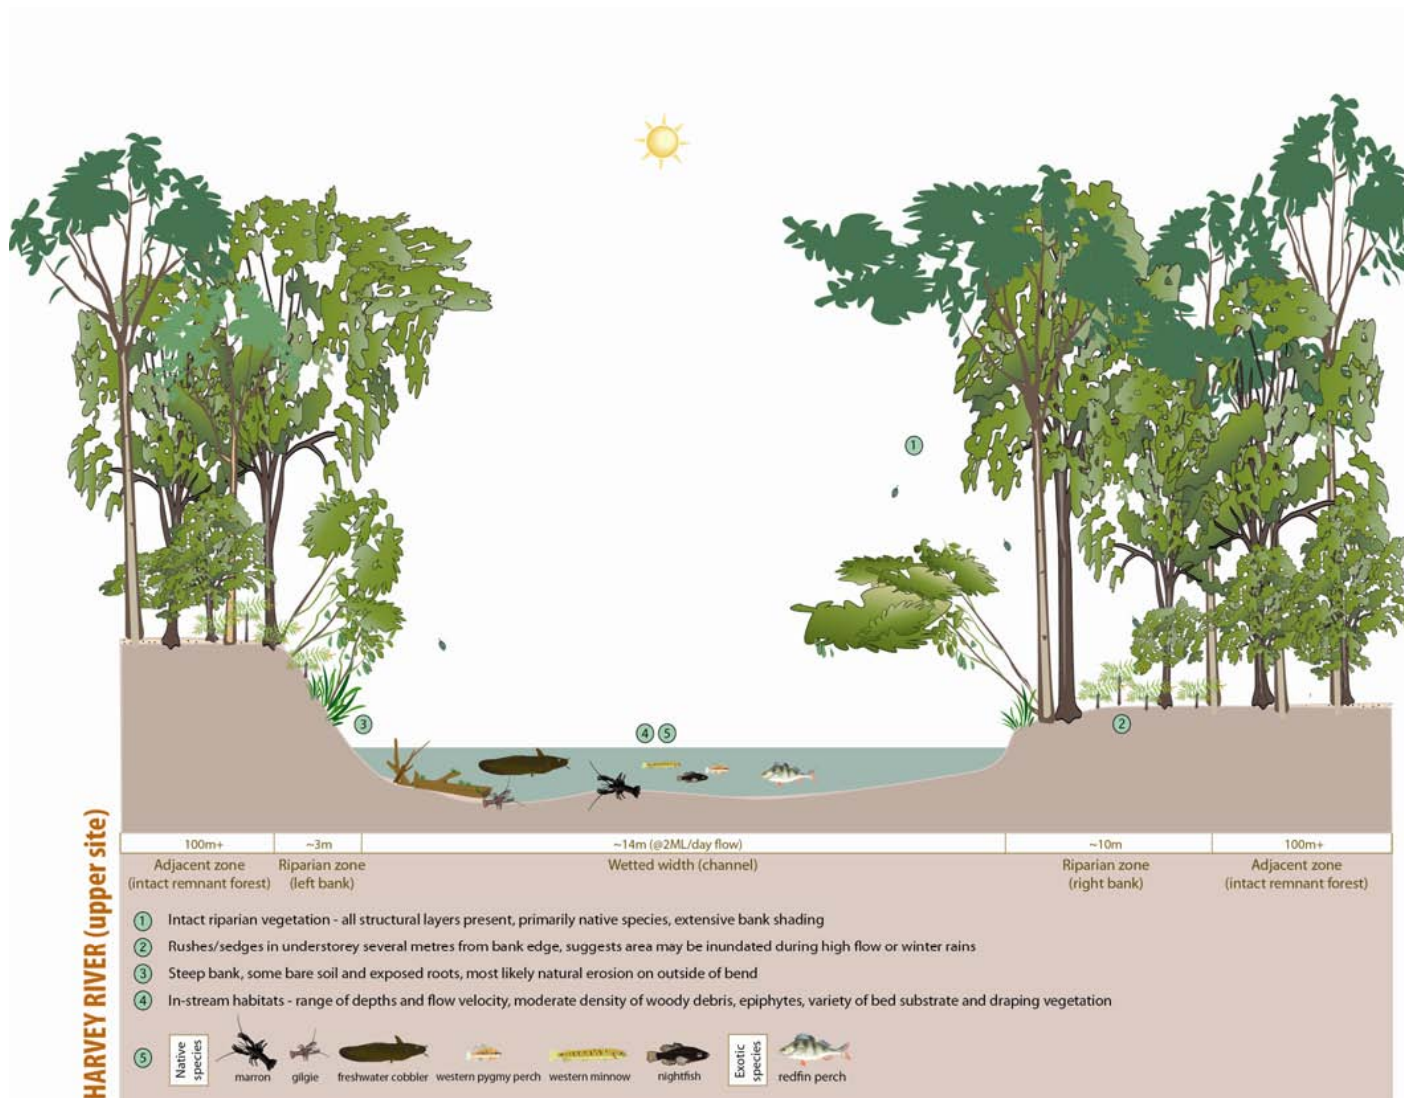 1
2
3
4 5
HARVEY RIVER (upper site)
100m+ ~3m ~14m (@2ML/day flow) ~10m 100m+
Adjacent zone Riparian zone Wetted width (channel) Riparian zone Adjacent zone
(intact remnant forest) (left bank) (right bank) (intact remnant forest)
1 Intact riparian vegetation - all structural layers present, primarily native species, extensive bank shading
2 Rushes/sedges in understorey several metres from bank edge, suggests area may be inundated during high flow or winter rains
3 Steep bank, some bare soil and exposed roots, most likely natural erosion on outside of bend
4 In-stream habitats - range of depths and flow velocity, moderate density of woody debris, epiphytes, variety of bed substrate and draping vegetation
5 Native species
marron gilgie freshwater cobbler western pygmy perch western minnow nightfish
Exotic species
redfin perch